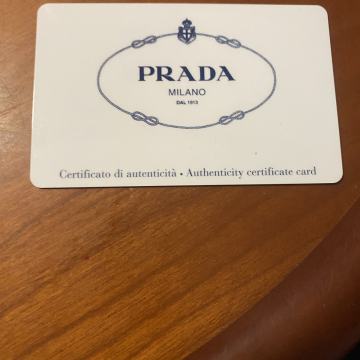 PRADA
MILANO
DAL 1913
Certificato di autenticità • Authenticity certificate card